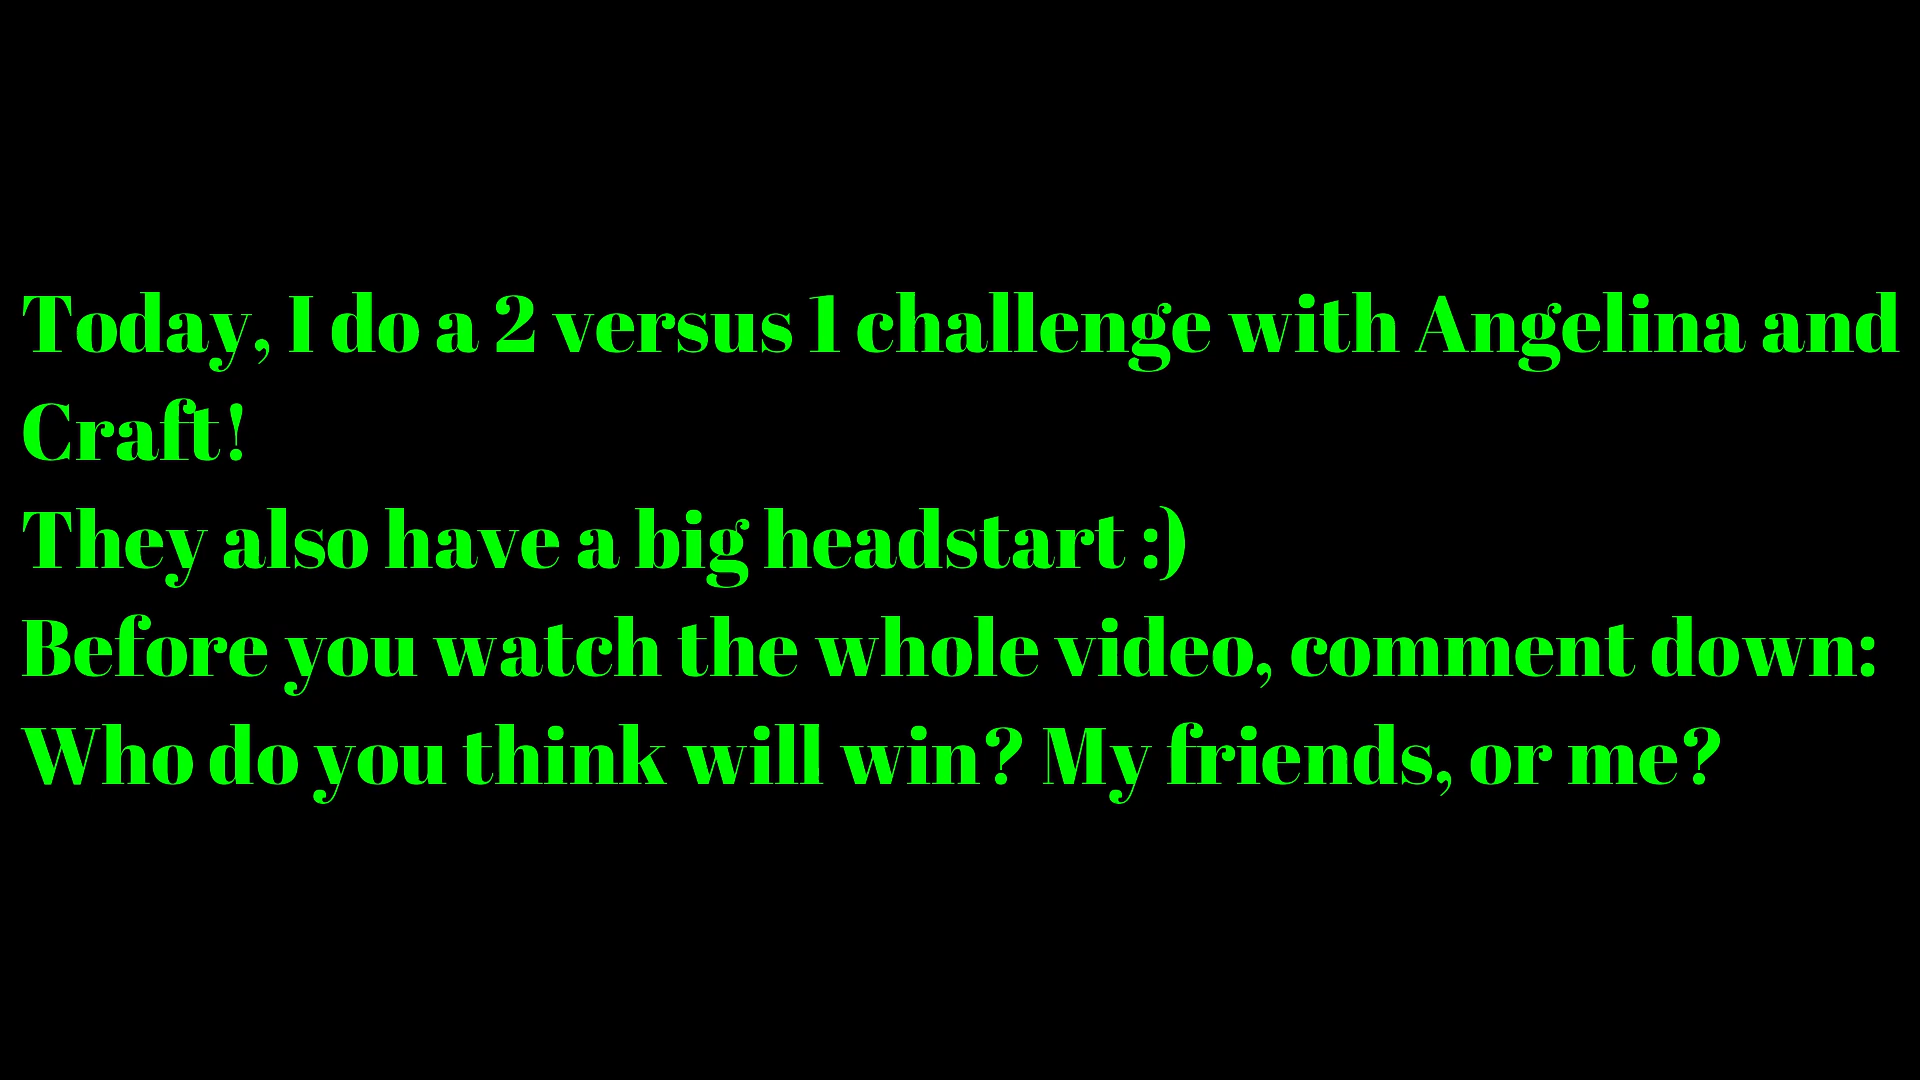 Today, I do a 2 versus 1 challenge with Angelina and
Craft!
They also have a big headstart :)
Before you watch the whole video, comment down:
Who do you think will win? My friends, or me?